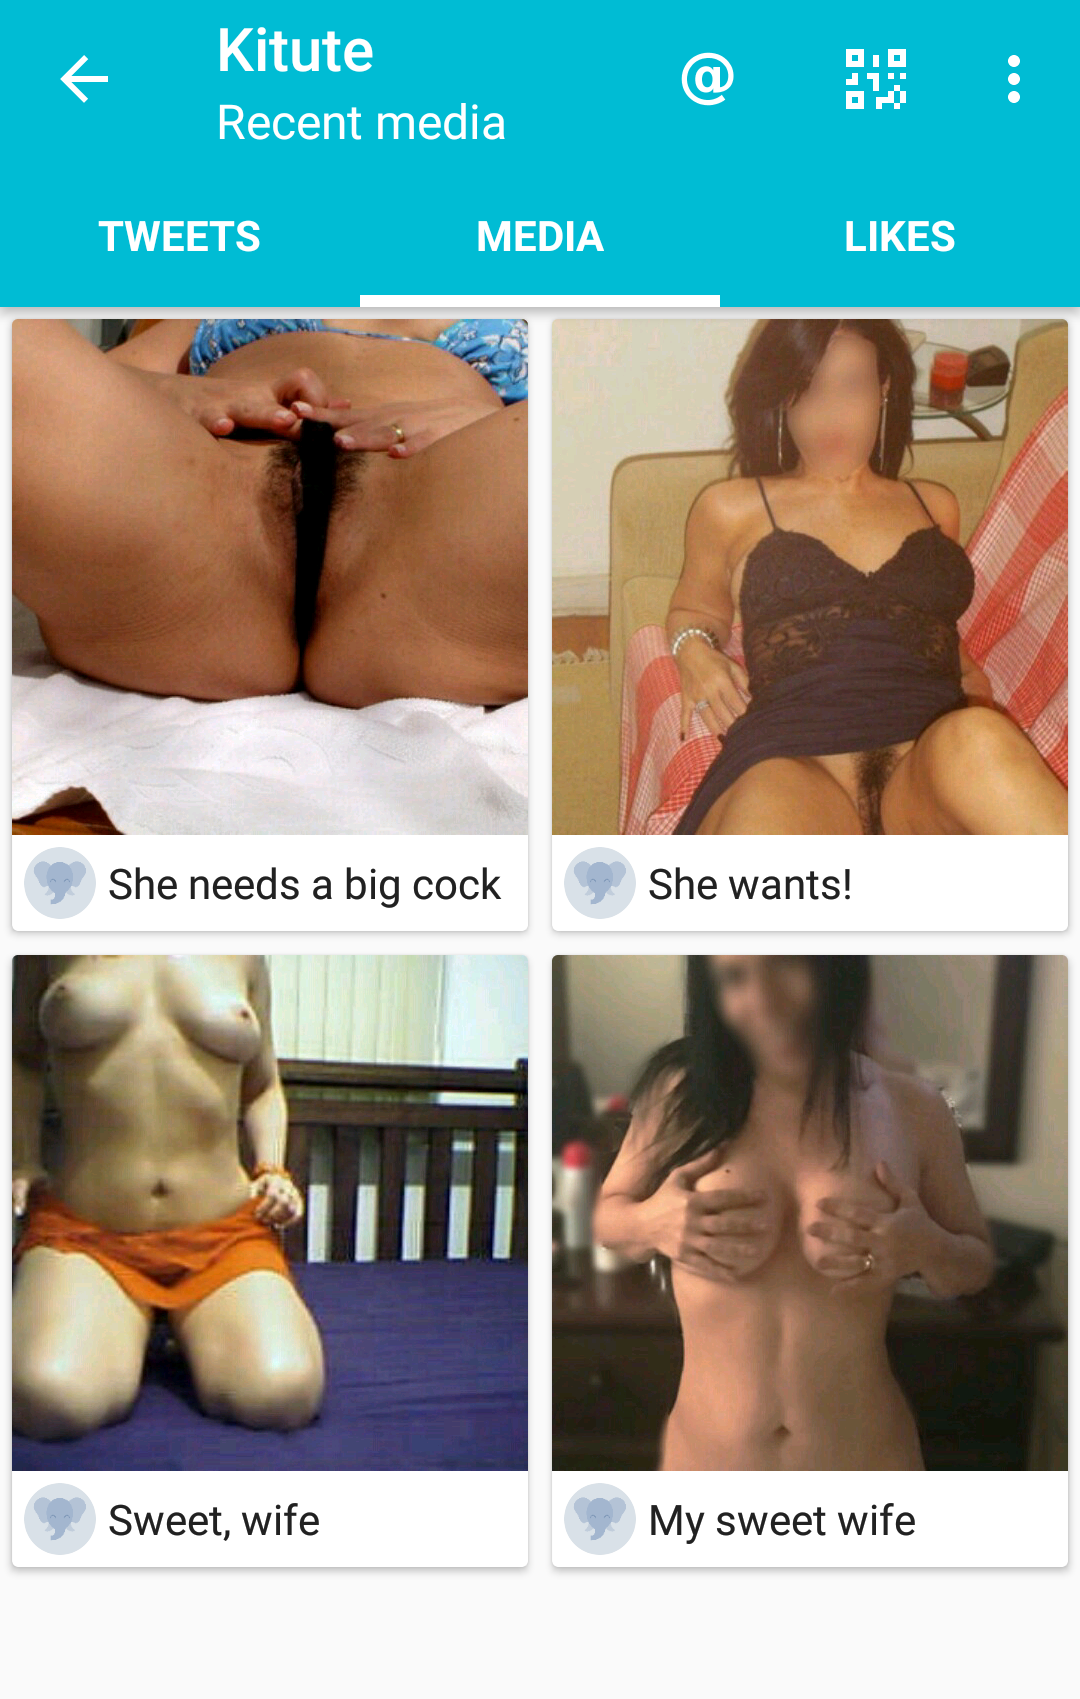 Kitute
Recent media
TWEETS
MEDIA
LIKES
She needs a big cock
She wants!
Sweet, wife
My sweet wife